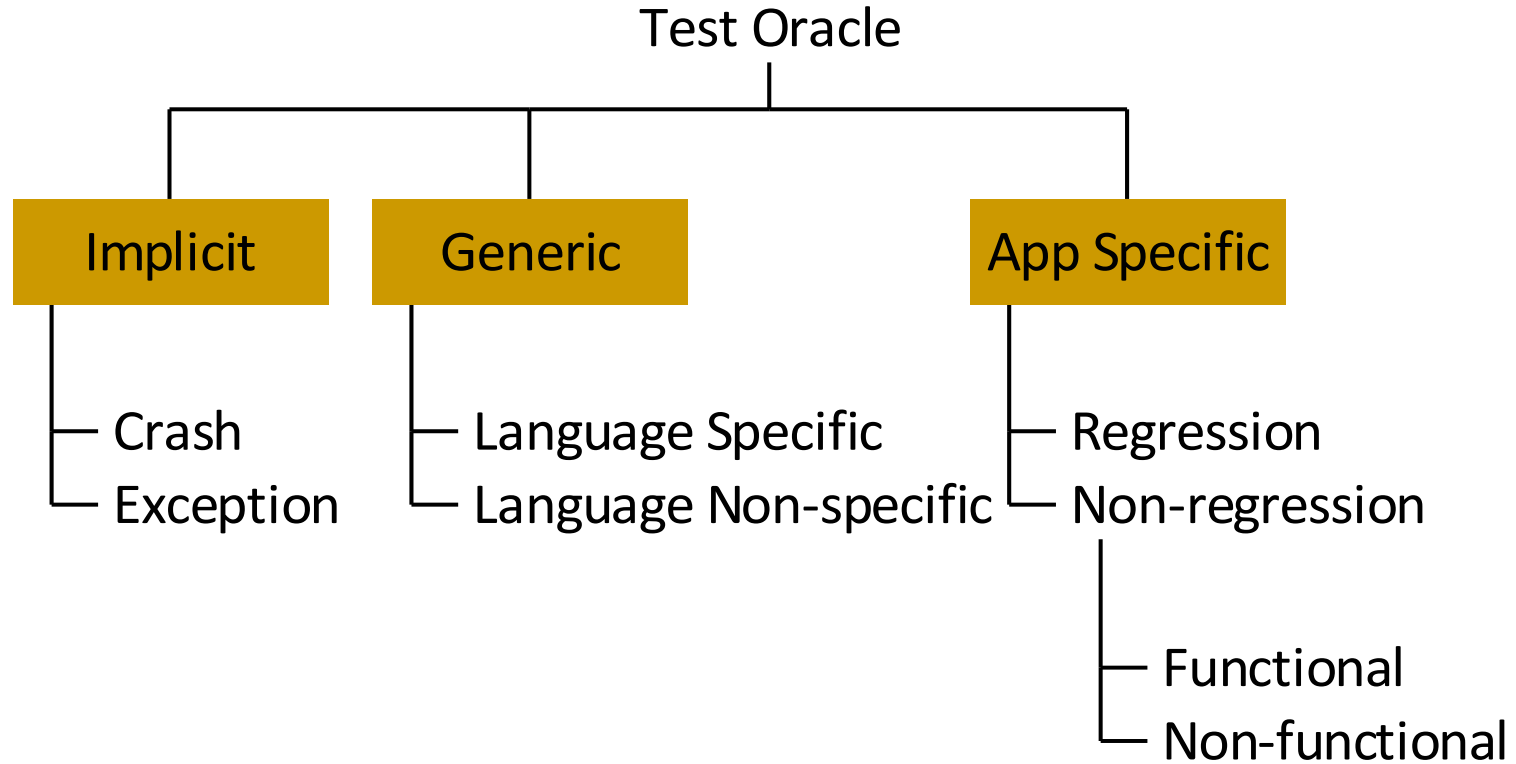 Test Oracle
Implicit
Generic
App Specific
Crash
Exception
Language Specific
Language Non-specific
Regression
Non-regression
Functional
Non-functional